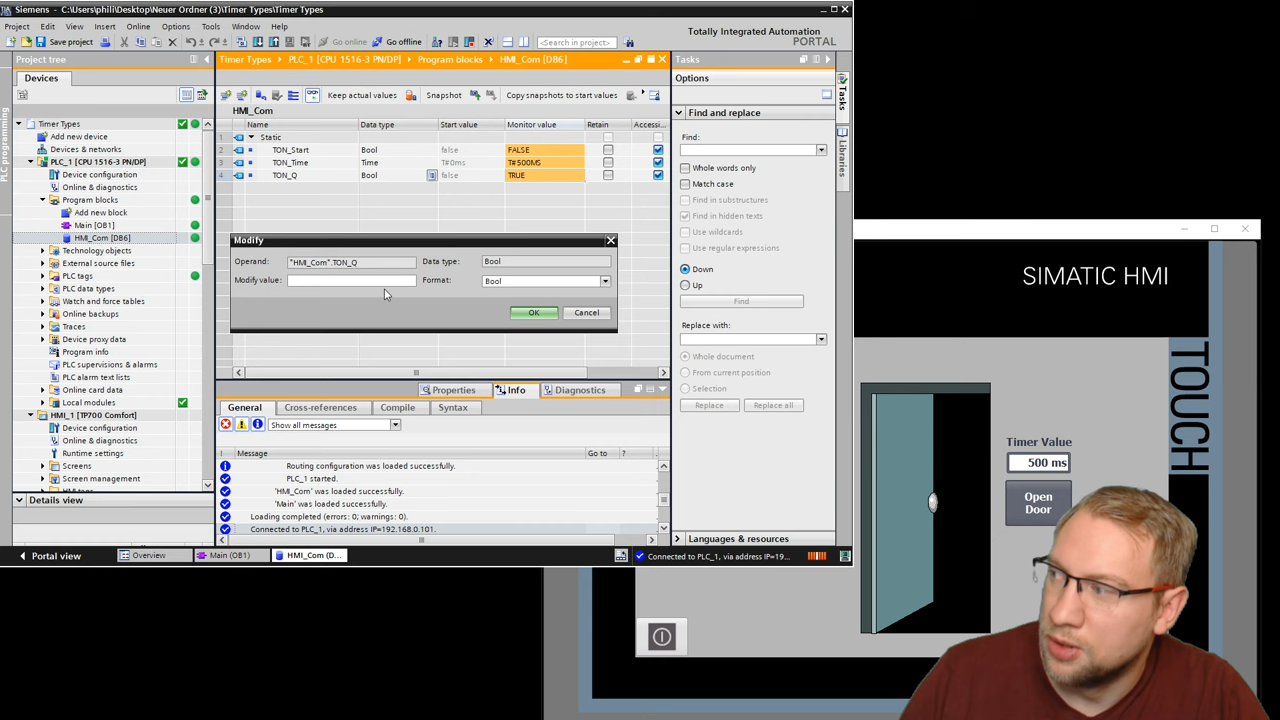 Siemens - C:\Users\phili\Desktop\Neuer Ordner (3)\Timer Types\Timer Types
Project Edit View Insert Online Options Tools Window Help
Totally Integrated Automation
PORTAL
Save project Go online Go offline <Search in project>
Project tree
Timer Types ▸ PLC_1 [CPU 1516-3 PN/DP] ▸ Program blocks ▸ HMI_Com [DB6]
Tasks
Devices
Options
PLC programming
Tasks
Libraries
Keep actual values Snapshot Copy snapshots to start values
HMI_Com
Find and replace
Name Data type Start value Monitor value Retain Accessi...
1 Static
2 TON_Start Bool false FALSE
3 TON_Time Time T#0ms T#500MS
4 TON_Q Bool false TRUE
Timer Types
Add new device
Devices & networks
PLC_1 [CPU 1516-3 PN/DP]
Device configuration
Online & diagnostics
Program blocks
Add new block
Main [OB1]
HMI_Com [DB6]
Technology objects
External source files
PLC tags
PLC data types
Watch and force tables
Online backups
Traces
Device proxy data
Program info
PLC supervisions & alarms
PLC alarm text lists
Online card data
Local modules
HMI_1 [TP700 Comfort]
Device configuration
Online & diagnostics
Runtime settings
Screens
Screen management
HMI tags
Details view
Modify
Operand: "HMI_Com".TON_Q Data type: Bool
Modify value: Format: Bool
OK Cancel
Properties Info Diagnostics
General Cross-references Compile Syntax
Show all messages
! Message Go to ?
Routing configuration was loaded successfully.
PLC_1 started.
'HMI_Com' was loaded successfully.
'Main' was loaded successfully.
Loading completed (errors: 0; warnings: 0).
Connected to PLC_1, via address IP=192.168.0.101.
Find:
Whole words only
Match case
Find in substructures
Find in hidden texts
Use wildcards
Use regular expressions
Down
Up
Find
Replace with:
Whole document
From current position
Selection
Replace Replace all
Languages & resources
Portal view Overview Main (OB1) HMI_Com (D... Connected to PLC_1, via address IP=19...
SIMATIC HMI
TOUCH
Timer Value
500 ms
Open
Door